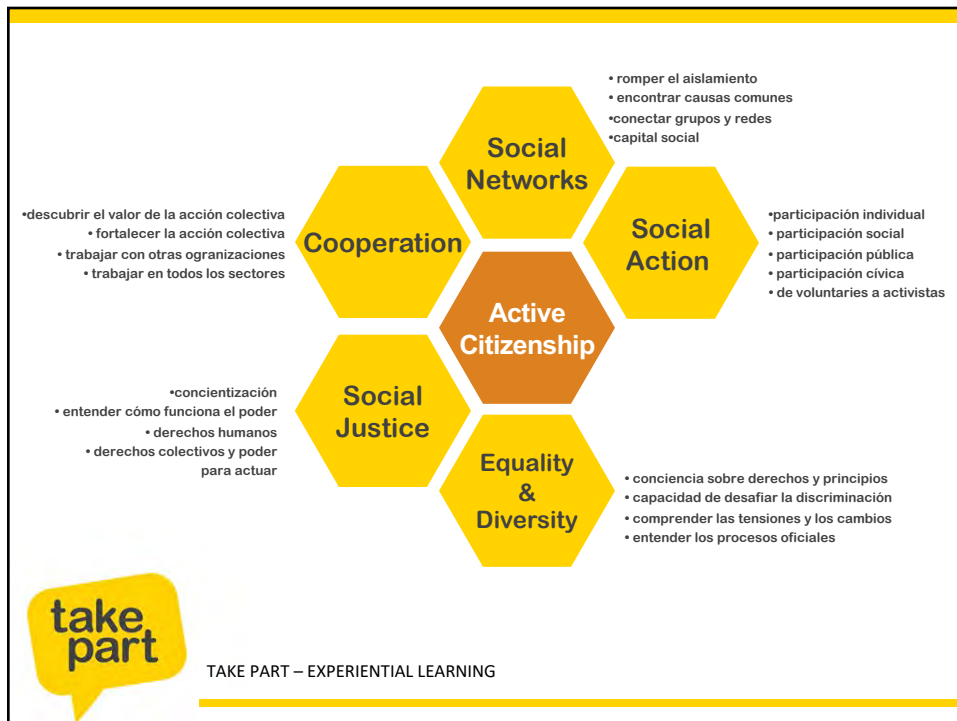 • romper el aislamiento
• encontrar causas comunes
•conectar grupos y redes
•capital social
Social
Networks
•descubrir el valor de la acción colectiva
• fortalecer la acción colectiva
• trabajar con otras ogranizaciones
• trabajar en todos los sectores
Cooperation
Social
Action
•participación individual
• participación social
• participación pública
• participación cívica
• de voluntaries a activistas
Active
Citizenship
•concientización
• entender cómo funciona el poder
• derechos humanos
• derechos colectivos y poder
para actuar
Social
Justice
Equality
&
Diversity
• conciencia sobre derechos y principios
• capacidad de desafiar la discriminación
• comprender las tensiones y los cambios
• entender los procesos oficiales
take
part
TAKE PART – EXPERIENTIAL LEARNING